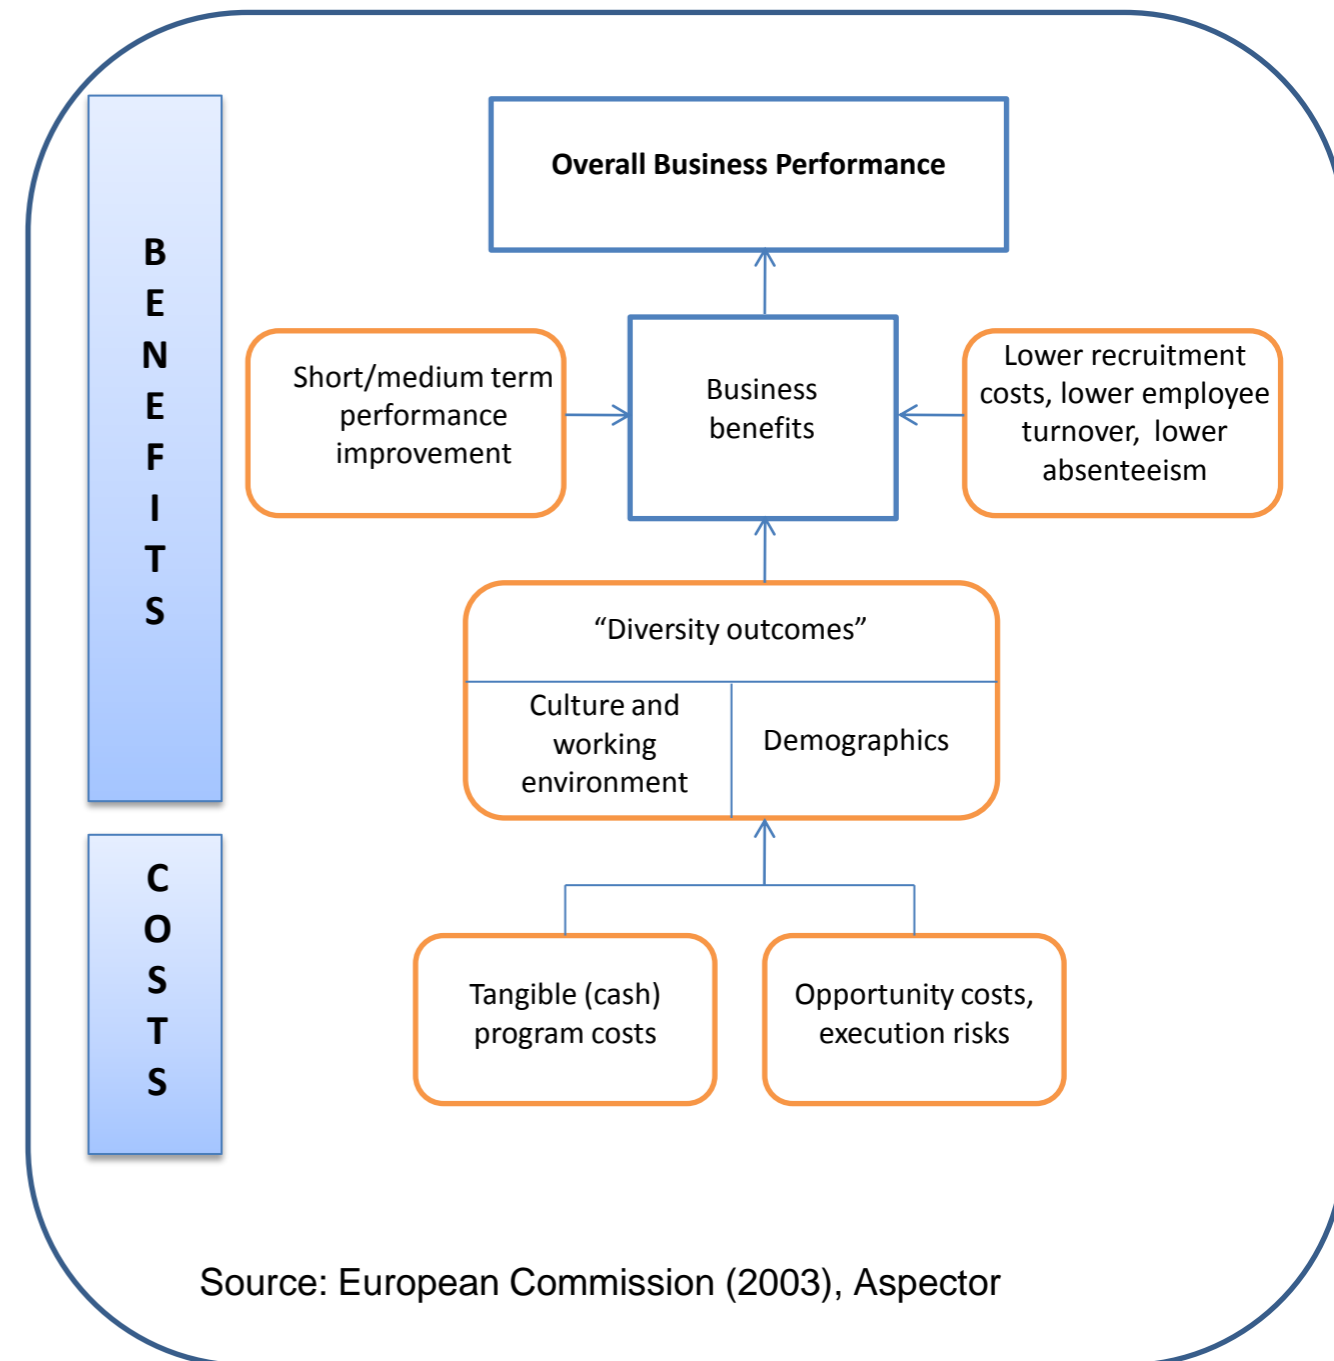 BENEFITS
Overall Business Performance
Short/medium term
performance
improvement
Business
benefits
Lower recruitment
costs, lower employee
turnover,  lower
absenteeism
“Diversity outcomes”
Culture and
working
environment
Demographics
COSTS
Tangible (cash)
program costs
Opportunity costs,
execution risks
Source: European Commission (2003), Aspector